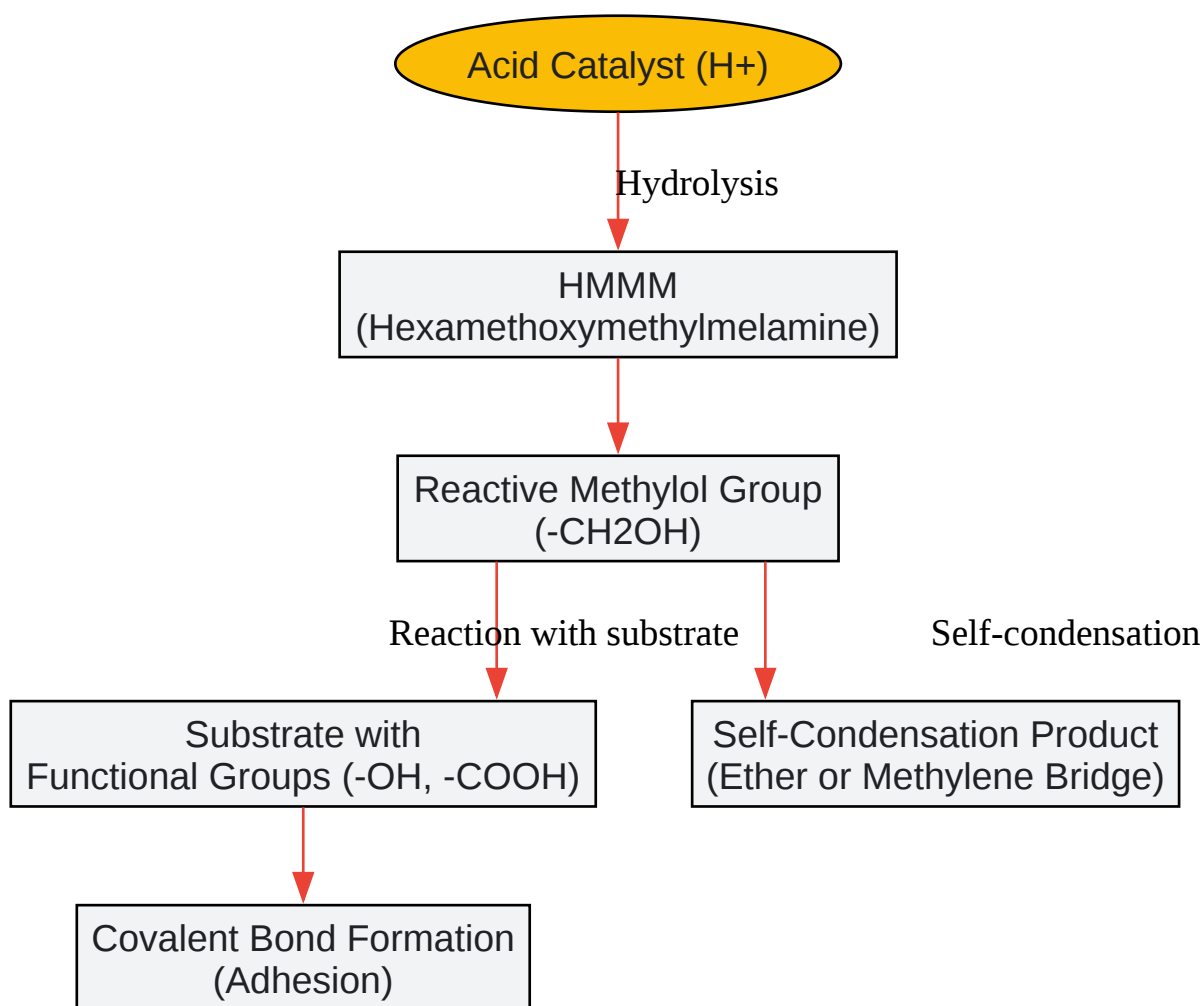 Acid Catalyst (H+)
Hydrolysis
HMMM
(Hexamethoxymethylmelamine)
Reactive Methylol Group
(-CH2OH)
Reaction with substrate
Self-condensation
Substrate with
Functional Groups (-OH, -COOH)
Self-Condensation Product
(Ether or Methylene Bridge)
Covalent Bond Formation
(Adhesion)